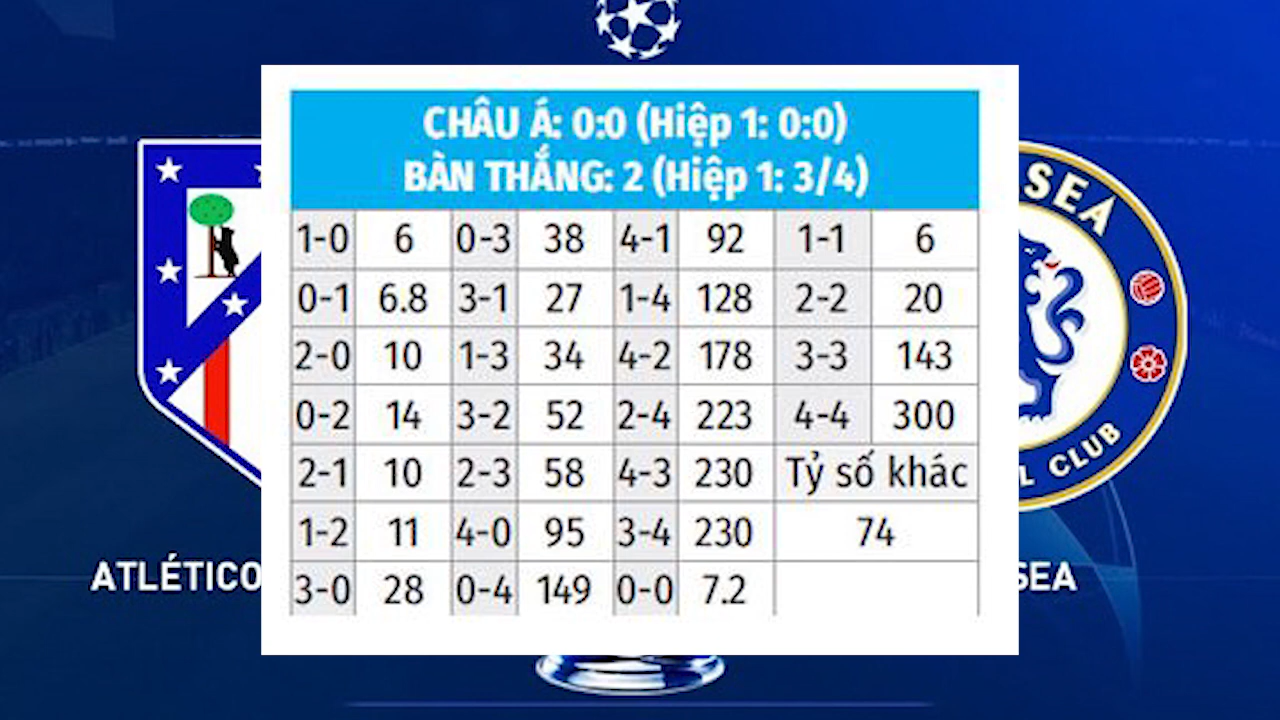 CHÂU Á: 0:0 (Hiệp 1: 0:0)
BÀN THẮNG: 2 (Hiệp 1: 3/4)
1-0 6 0-3 38 4-1 92 1-1 6
0-1 6.8 3-1 27 1-4 128 2-2 20
2-0 10 1-3 34 4-2 178 3-3 143
0-2 14 3-2 52 2-4 223 4-4 300
2-1 10 2-3 58 4-3 230 Tỷ số khác
1-2 11 4-0 95 3-4 230 74
3-0 28 0-4 149 0-0 7.2
SEA
L CLUB
ATLÉTICO
SEA